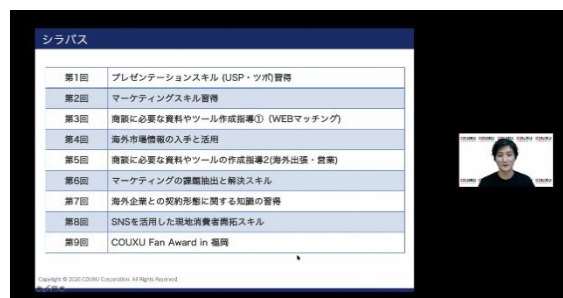 シラバス
第1回 プレゼンテーションスキル (USP・ツボ)習得
第2回 マーケティングスキル習得
第3回 商談に必要な資料やツール作成指導① (WEBマッチング)
第4回 海外市場情報の入手と活用
第5回 商談に必要な資料やツールの作成指導2(海外出張・営業)
第6回 マーケティングの課題抽出と解決スキル
第7回 海外企業との契約形態に関する知識の習得
第8回 SNSを活用した現地消費者開拓スキル
第9回 COUXU Fan Award in 福岡
Copyright © 2020 COUXU Corporation. All Rights Reserved.